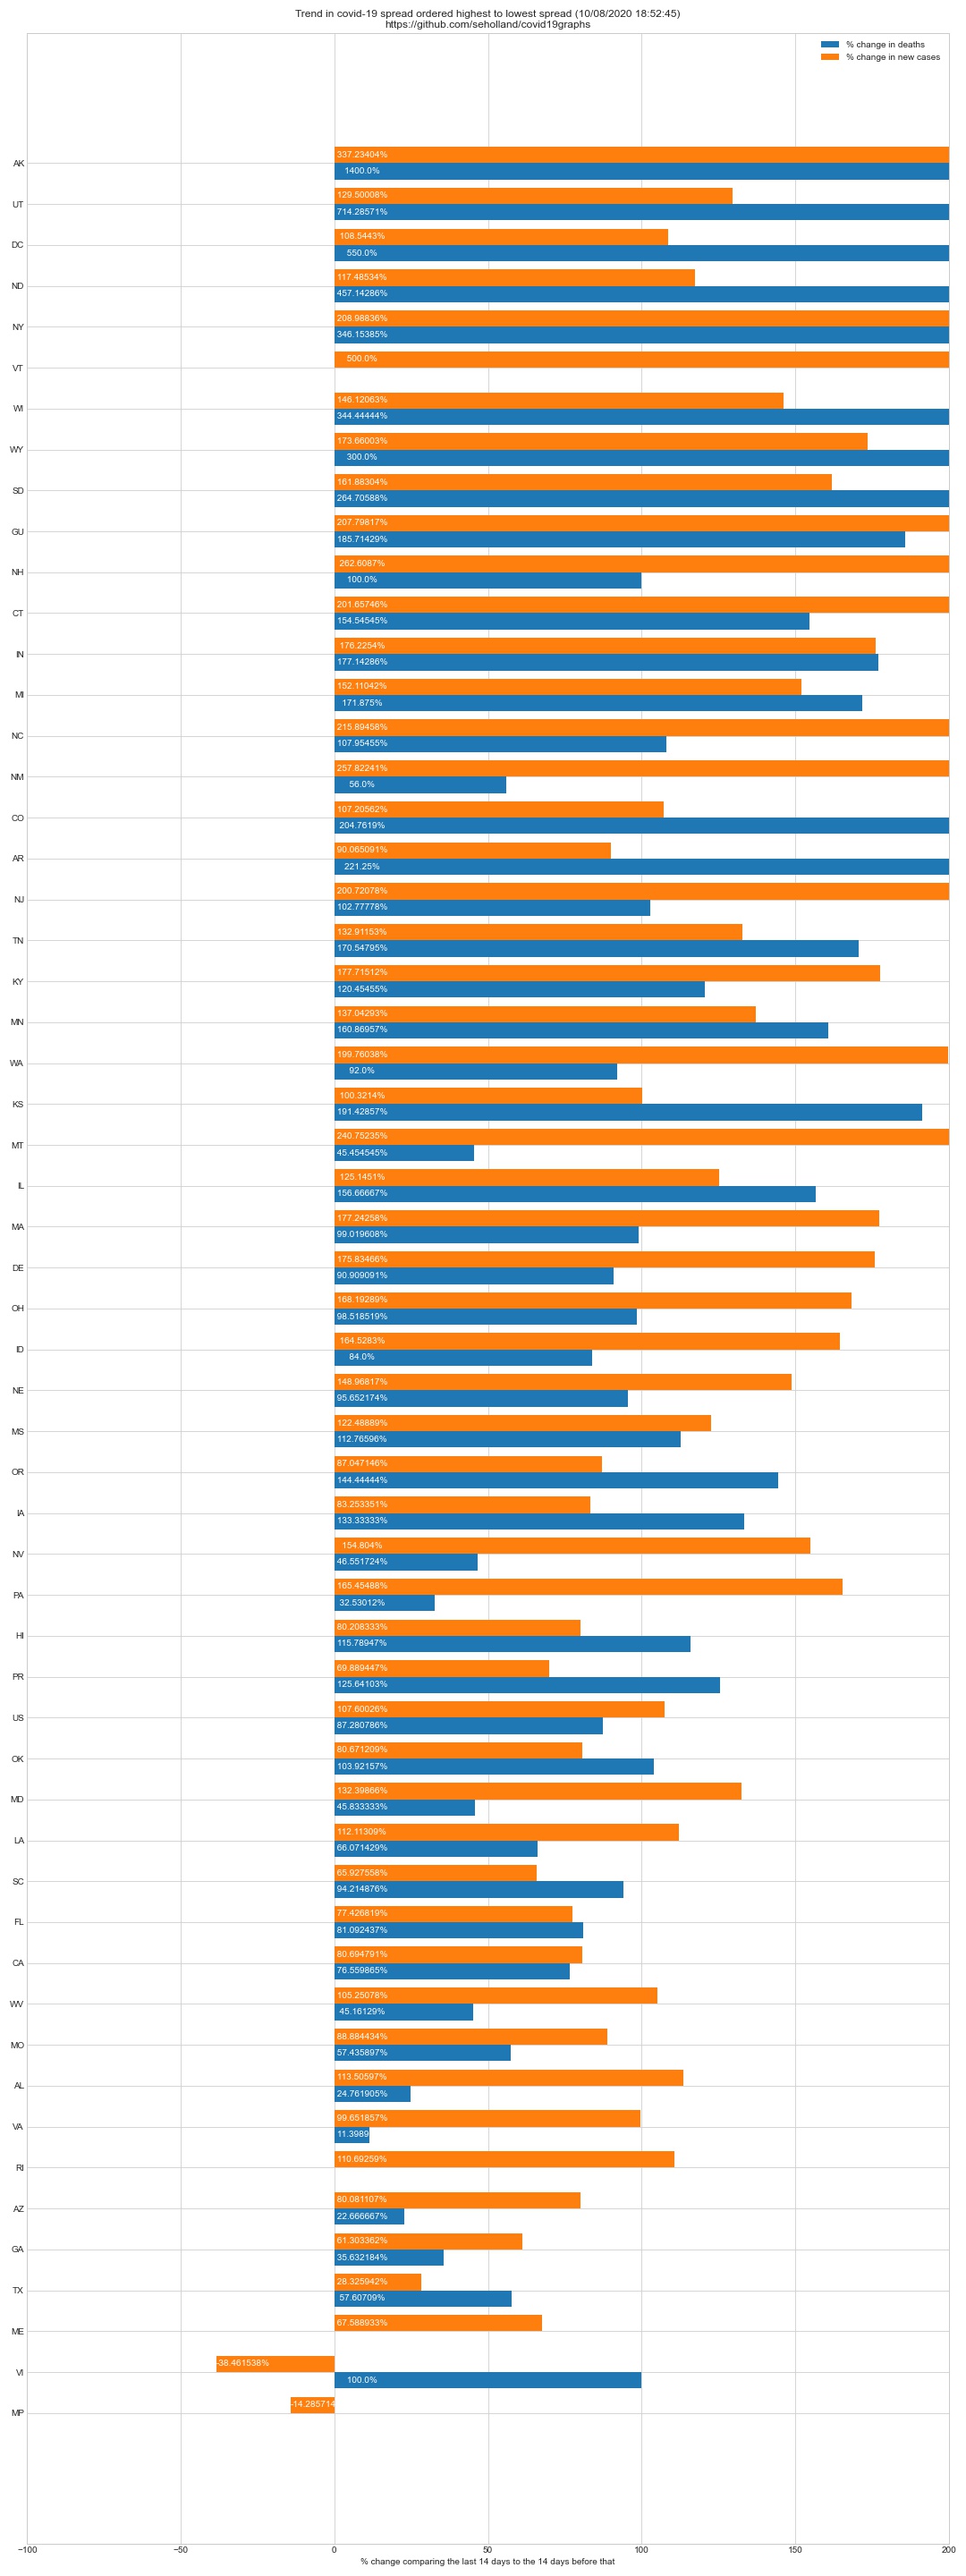 Trend in covid-19 spread ordered highest to lowest spread (10/08/2020 18:52:45)
https://github.com/seholland/covid19graphs
% change in deaths
% change in new cases
337.23404%
AK
1400.0%
129.50008%
UT
714.28571%
108.5443%
DC
550.0%
117.48534%
ND
457.14286%
208.98836%
NY
346.15385%
500.0%
VT
146.12063%
WI
344.44444%
173.66003%
WY
300.0%
161.88304%
SD
264.70588%
207.79817%
GU
185.71429%
262.6087%
NH
100.0%
201.65746%
CT
154.54545%
176.2254%
IN
177.14286%
152.11042%
MI
171.875%
215.89458%
NC
107.95455%
257.82241%
NM
56.0%
107.20562%
CO
204.7619%
90.065091%
AR
221.25%
200.72078%
NJ
102.77778%
132.91153%
TN
170.54795%
177.71512%
KY
120.45455%
137.04293%
MN
160.86957%
199.76038%
WA
92.0%
100.3214%
KS
191.42857%
240.75235%
MT
45.454545%
125.1451%
IL
156.66667%
177.24258%
MA
99.019608%
175.83466%
DE
90.909091%
168.19289%
OH
98.518519%
164.5283%
ID
84.0%
148.96817%
NE
95.652174%
122.48889%
MS
112.76596%
87.047146%
OR
144.44444%
83.253351%
IA
133.33333%
154.804%
NV
46.551724%
165.45488%
PA
32.53012%
80.208333%
HI
115.78947%
69.889447%
PR
125.64103%
107.60026%
US
87.280786%
80.671209%
OK
103.92157%
132.39866%
MD
45.833333%
112.11309%
LA
66.071429%
65.927558%
SC
94.214876%
77.426819%
FL
81.092437%
80.694791%
CA
76.559865%
105.25078%
WV
45.16129%
88.884434%
MO
57.435897%
113.50597%
AL
24.761905%
99.651857%
VA
11.3989
110.69259%
RI
80.081107%
AZ
22.666667%
61.303362%
GA
35.632184%
28.325942%
TX
57.60709%
67.588933%
ME
-38.461538%
VI
100.0%
-14.285714
MP
−100 −50 0 50 100 150 200
% change comparing the last 14 days to the 14 days before that